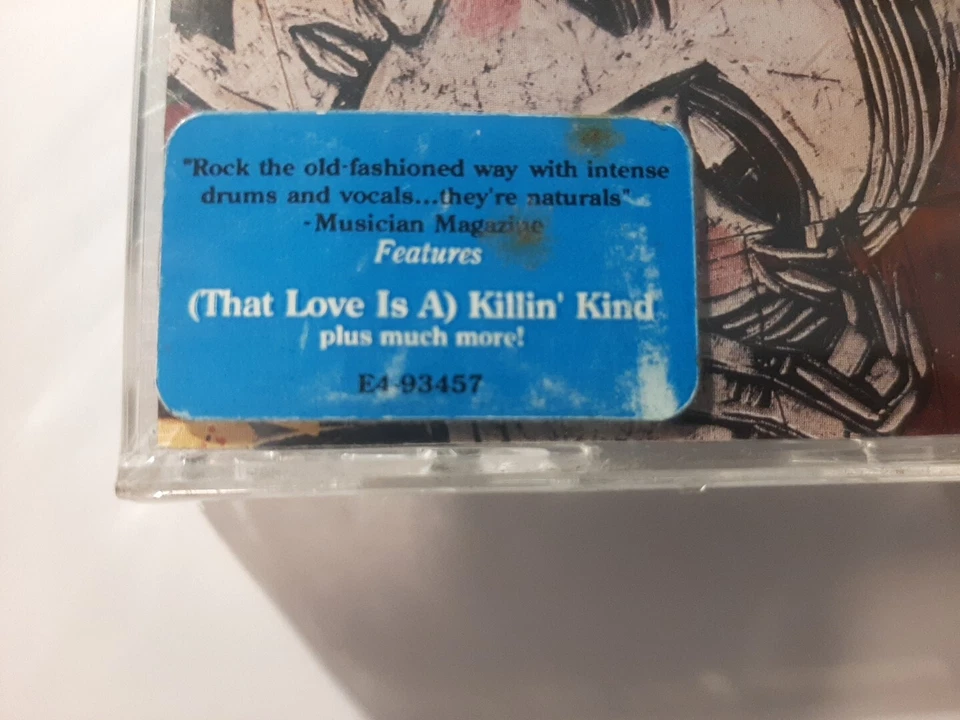 "Rock the old-fashioned way with intense
drums and vocals...they're naturals"
-Musician Magazine
Features
(That Love Is A) Killin' Kind
plus much more!
E4-93457